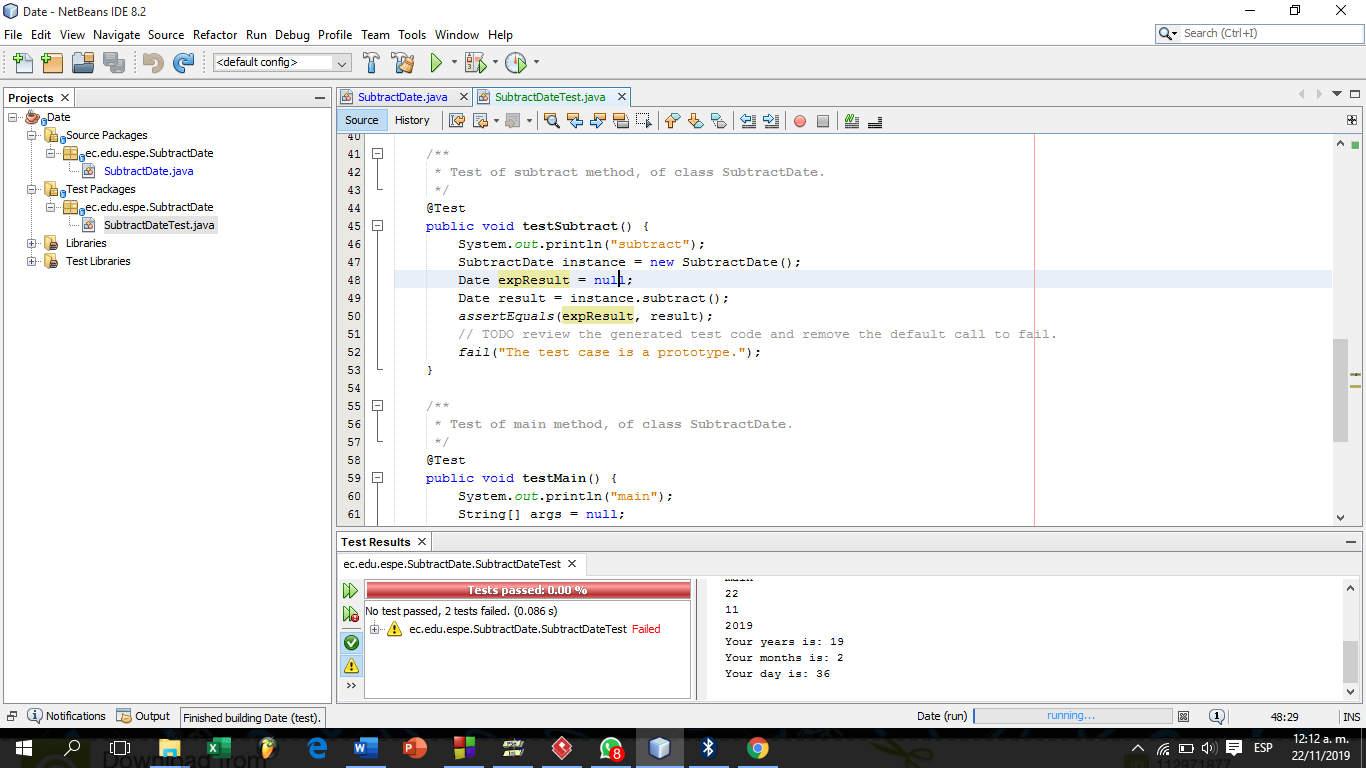 Date - NetBeans IDE 8.2
File Edit View Navigate Source Refactor Run Debug Profile Team Tools Window Help
Search (Ctrl+I)
<default config>
Projects
Date
Source Packages
ec.edu.espe.SubtractDate
SubtractDate.java
Test Packages
ec.edu.espe.SubtractDate
SubtractDateTest.java
Libraries
Test Libraries
SubtractDate.java
SubtractDateTest.java
Source History
40
41 /**
42 * Test of subtract method, of class SubtractDate.
43 */
44 @Test
45 public void testSubtract() {
46 System.out.println("subtract");
47 SubtractDate instance = new SubtractDate();
48 Date expResult = null;
49 Date result = instance.subtract();
50 assertEquals(expResult, result);
51 // TODO review the generated test code and remove the default call to fail.
52 fail("The test case is a prototype.");
53 }
54
55 /**
56 * Test of main method, of class SubtractDate.
57 */
58 @Test
59 public void testMain() {
60 System.out.println("main");
61 String[] args = null;
Test Results
ec.edu.espe.SubtractDate.SubtractDateTest
Tests passed: 0.00 %
No test passed, 2 tests failed. (0.086 s)
ec.edu.espe.SubtractDate.SubtractDateTest Failed
main
22
11
2019
Your years is: 19
Your months is: 2
Your day is: 36
Notifications
Output
Finished building Date (test).
Date (run)
running...
1
48:29
INS
8
ESP
12:12 a. m.
22/11/2019
Download from
112971877